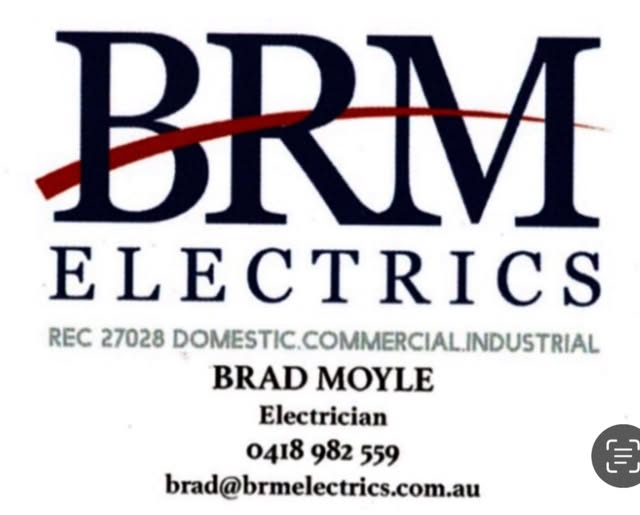 BRM
ELECTRICS
REC 27028 DOMESTIC.COMMERCIAL.INDUSTRIAL
BRAD MOYLE
Electrician
0418 982 559
brad@brmelectrics.com.au